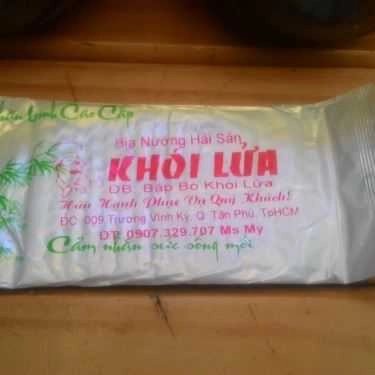 Khăn Lạnh Cao Cấp
Bia Nướng Hải Sản
KHÓI LỬA
ĐB: Bắp Bò Khói Lửa
Hân Hạnh Phục Vụ Quý Khách!
ĐC: 009, Trương Vĩnh Ký, Q. Tân Phú, TpHCM
ĐT: 0907.329.707 Ms My
Cảm nhận sức sống mới